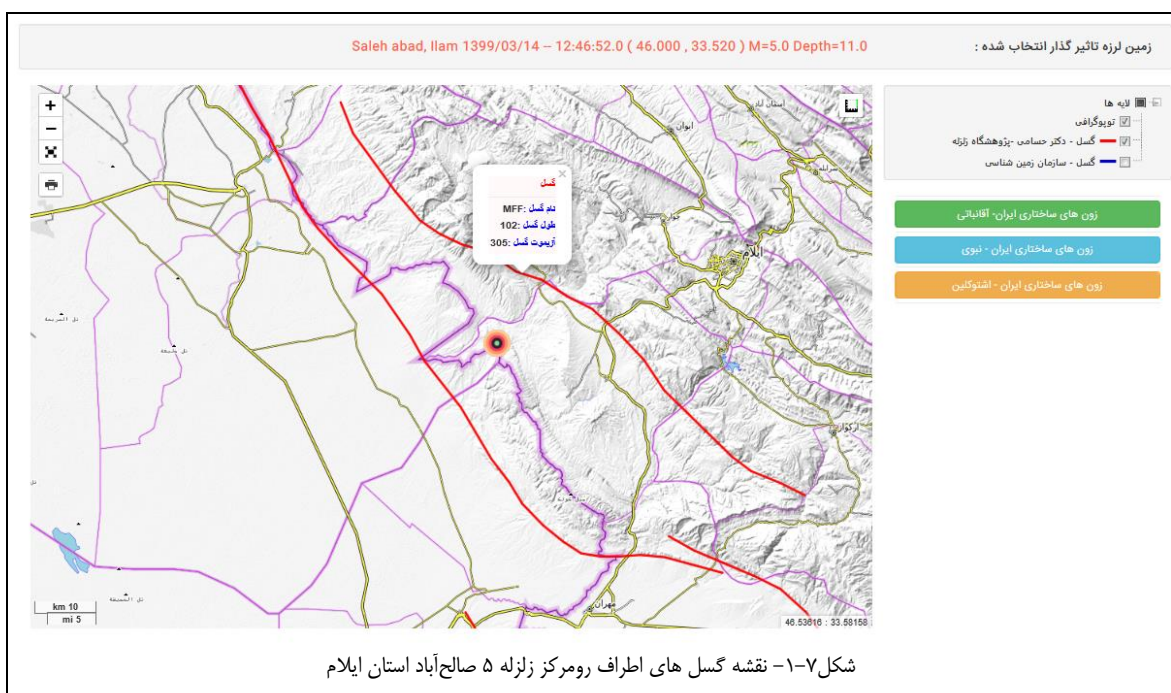 زمین لرزه تاثیر گذار انتخاب شده :
Saleh abad, Ilam 1399/03/14 -- 12:46:52.0 ( 46.000 , 33.520 ) M=5.0 Depth=11.0
لایه ها
توپوگرافی
گسل - دکتر حسامی -پژوهشگاه زلزله
گسل - سازمان زمین شناسی
زون های ساختاری ایران- آقانباتی
زون های ساختاری ایران - نبوی
زون های ساختاری ایران - اشتوکلین
+
−
×
گسل
نام گسل :MFF
طول گسل :102
آزیموت گسل :305
ایوان
ایلام
مهران
km 10
mi 5
46.53616 : 33.58158
شکل۷-۱- نقشه گسل های اطراف رومرکز زلزله ۵ صالح‌آباد استان ایلام